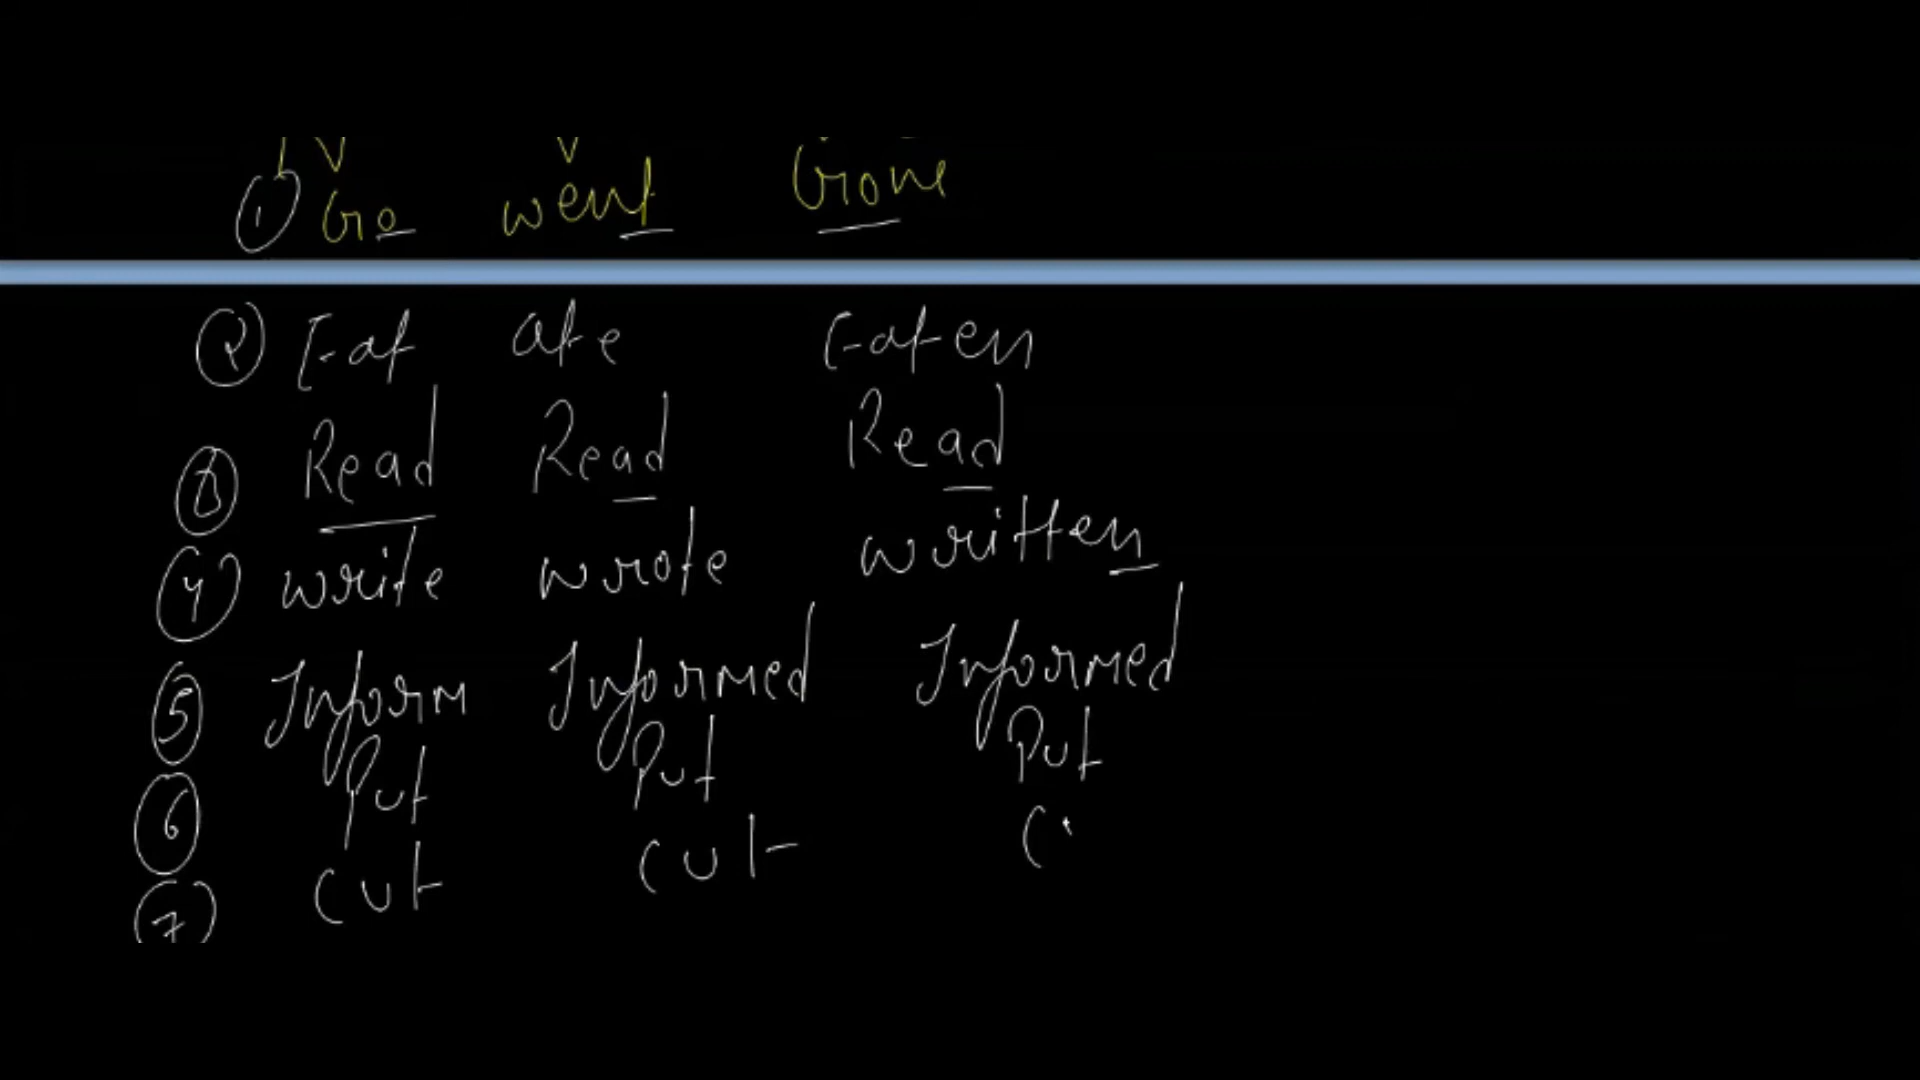 ① Go went Gone
② Eat ate Eaten
③ Read Read Read
④ write wrote written
⑤ Inform Informed Informed
⑥ Put Put Put
⑦ cut cut c